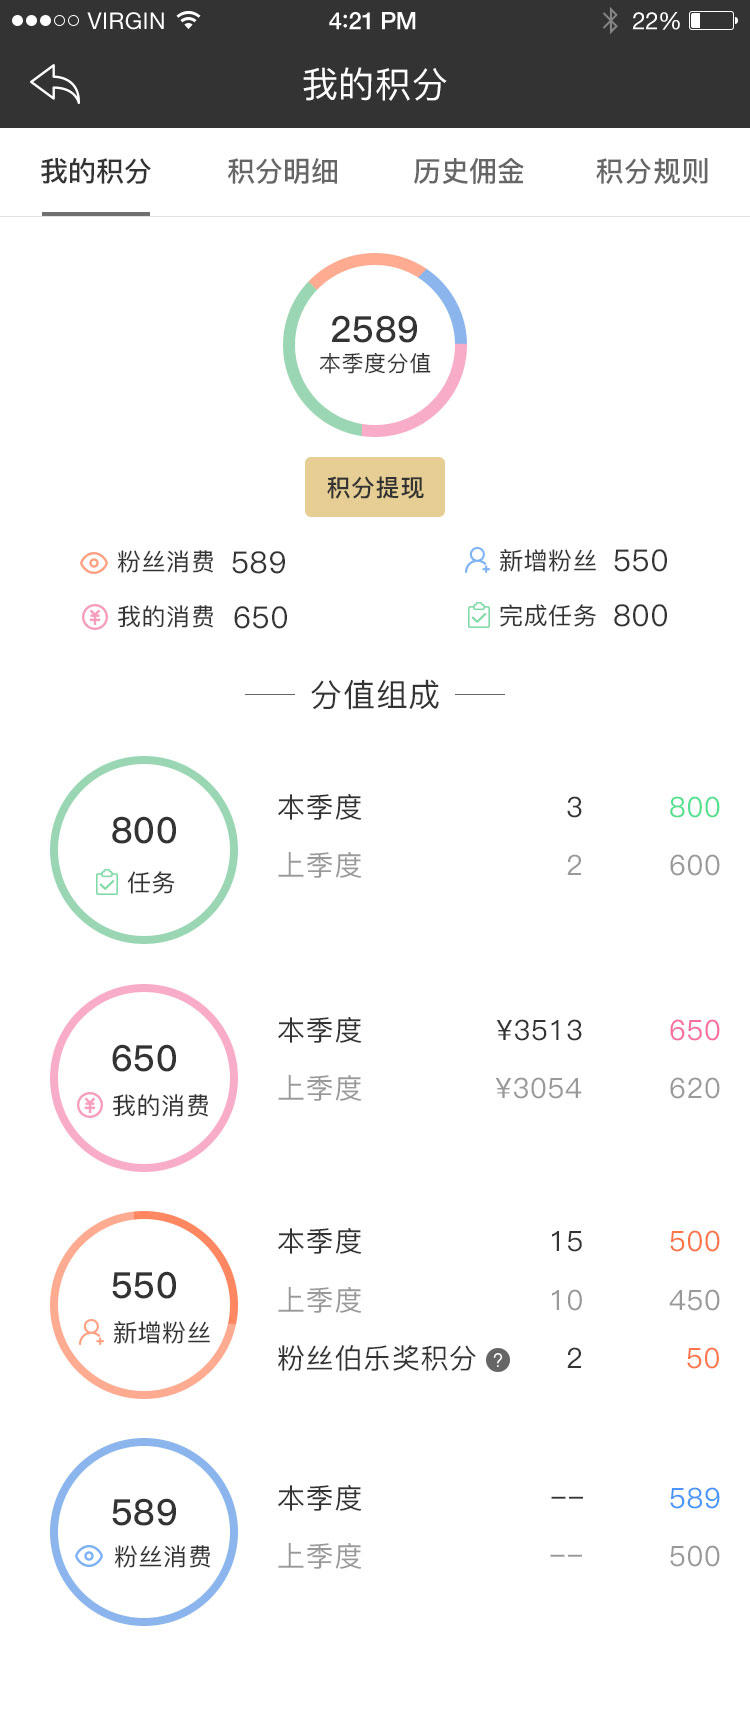 VIRGIN 4:21 PM 22%
我的积分
我的积分 积分明细 历史佣金 积分规则
2589
本季度分值
积分提现
粉丝消费 589 新增粉丝 550
我的消费 650 完成任务 800
分值组成
800
任务
本季度 3 800
上季度 2 600
650
我的消费
本季度 ¥3513 650
上季度 ¥3054 620
550
新增粉丝
本季度 15 500
上季度 10 450
粉丝伯乐奖积分 ? 2 50
589
粉丝消费
本季度 -- 589
上季度 -- 500